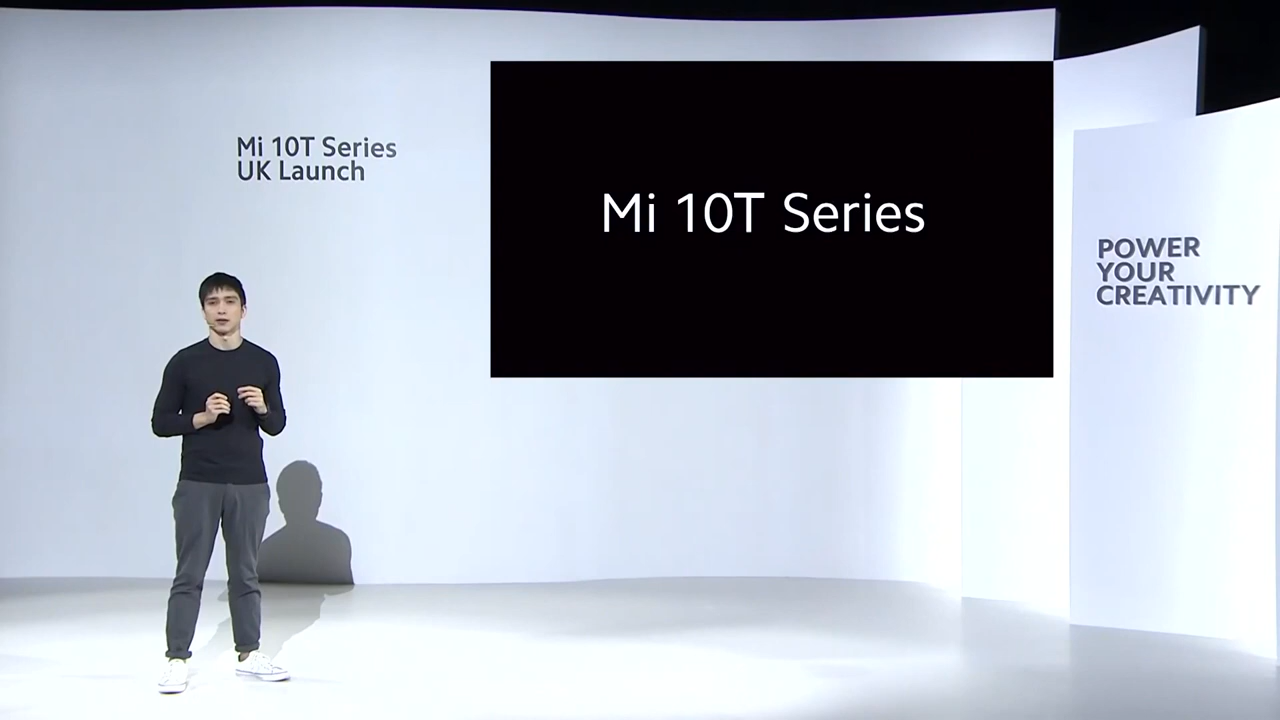 Mi 10T Series
UK Launch
Mi 10T Series
POWER
YOUR
CREATIVITY